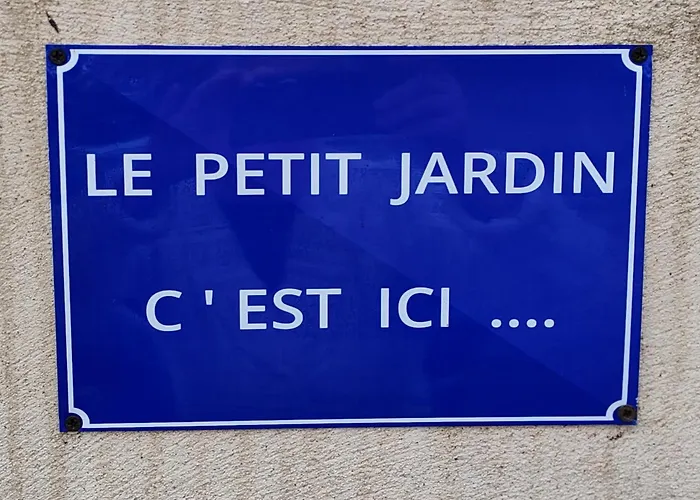 LE PETIT JARDIN
C'EST ICI ....